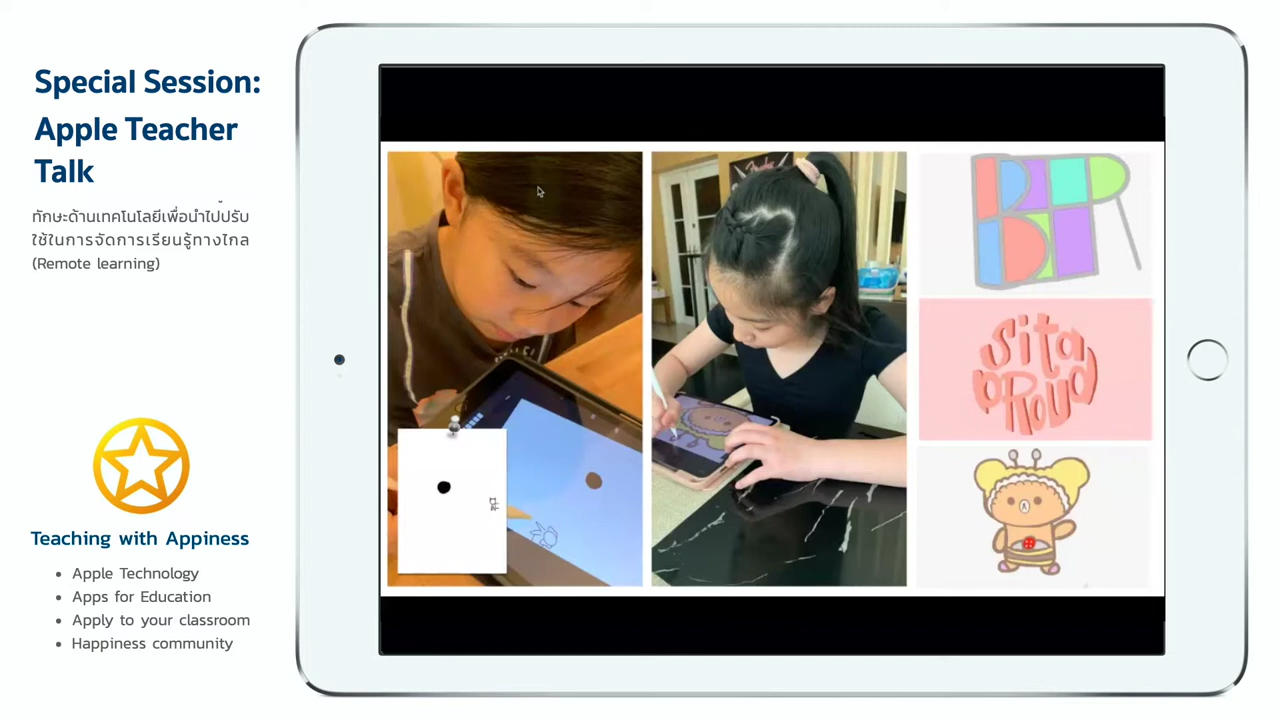 Special Session:
Apple Teacher
Talk
ทักษะด้านเทคโนโลยีเพื่อนำไปปรับ
ใช้ในการจัดการเรียนรู้ทางไกล
(Remote learning)
Teaching with Appiness
Apple Technology
Apps for Education
Apply to your classroom
Happiness community
Sita
PROUD